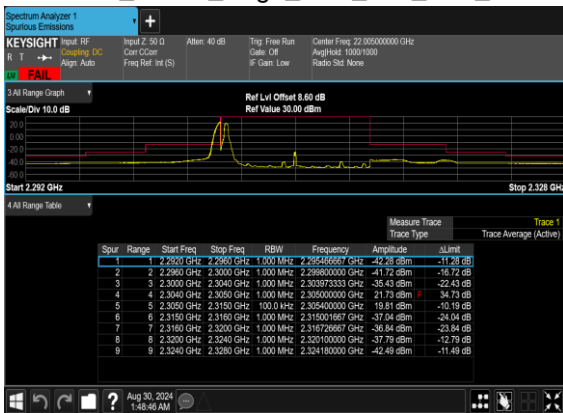 Spectrum Analyzer 1
Spurious Emissions
KEYSIGHT Input: RF Input Z: 50 Ω Atten: 40 dB Trig: Free Run Center Freq: 22.005000000 GHz
R T Coupling: DC Corr CCorr Gate: Off Avg|Hold: 1000/1000
Align: Auto Freq Ref: Int (S) IF Gain: Low Radio Std: None
FAIL
3 All Range Graph Ref Lvl Offset 8.60 dB
Scale/Div 10.0 dB Ref Value 30.00 dBm
20.0
0.00
-20.0
-40.0
-60.0
Start 2.292 GHz Stop 2.328 GHz
4 All Range Table
Measure Trace Trace 1
Trace Type Trace Average (Active)
Spur Range Start Freq Stop Freq RBW Frequency Amplitude ΔLimit
1 1 2.2920 GHz 2.2960 GHz 1.000 MHz 2.295466667 GHz -42.28 dBm -11.28 dB
2 2 2.2960 GHz 2.3000 GHz 1.000 MHz 2.299800000 GHz -41.72 dBm -16.72 dB
3 3 2.3000 GHz 2.3040 GHz 1.000 MHz 2.303973333 GHz -35.43 dBm -22.43 dB
4 4 2.3040 GHz 2.3050 GHz 1.000 MHz 2.305000000 GHz 21.73 dBm F 34.73 dB
5 5 2.3050 GHz 2.3150 GHz 100.0 kHz 2.305400000 GHz 19.81 dBm -10.19 dB
6 6 2.3150 GHz 2.3160 GHz 1.000 MHz 2.315001667 GHz -37.04 dBm -24.04 dB
7 7 2.3160 GHz 2.3200 GHz 1.000 MHz 2.316726667 GHz -36.84 dBm -23.84 dB
8 8 2.3200 GHz 2.3240 GHz 1.000 MHz 2.320100000 GHz -37.79 dBm -12.79 dB
9 9 2.3240 GHz 2.3280 GHz 1.000 MHz 2.324180000 GHz -42.49 dBm -11.49 dB
Aug 30, 2024
1:48:46 AM